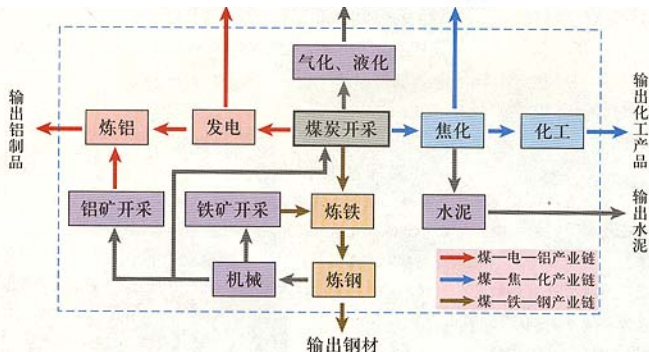 气化、液化
输出铝制品
炼铝
发电
煤炭开采
焦化
化工
输出化工产品
铝矿开采
铁矿开采
炼铁
水泥
输出水泥
机械
炼钢
煤—电—铝产业链
煤—焦—化产业链
煤—铁—钢产业链
输出钢材